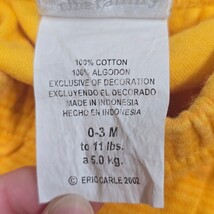 100% COTTON
100% ALGODON
EXCLUSIVE OF DECORATION
EXCLUYENDO EL DECORADO
MADE IN INDONESIA
HECHO EN INDONESIA
0-3 M
to 11 lbs.
a 5.0 kg.
© ERIC CARLE 2002